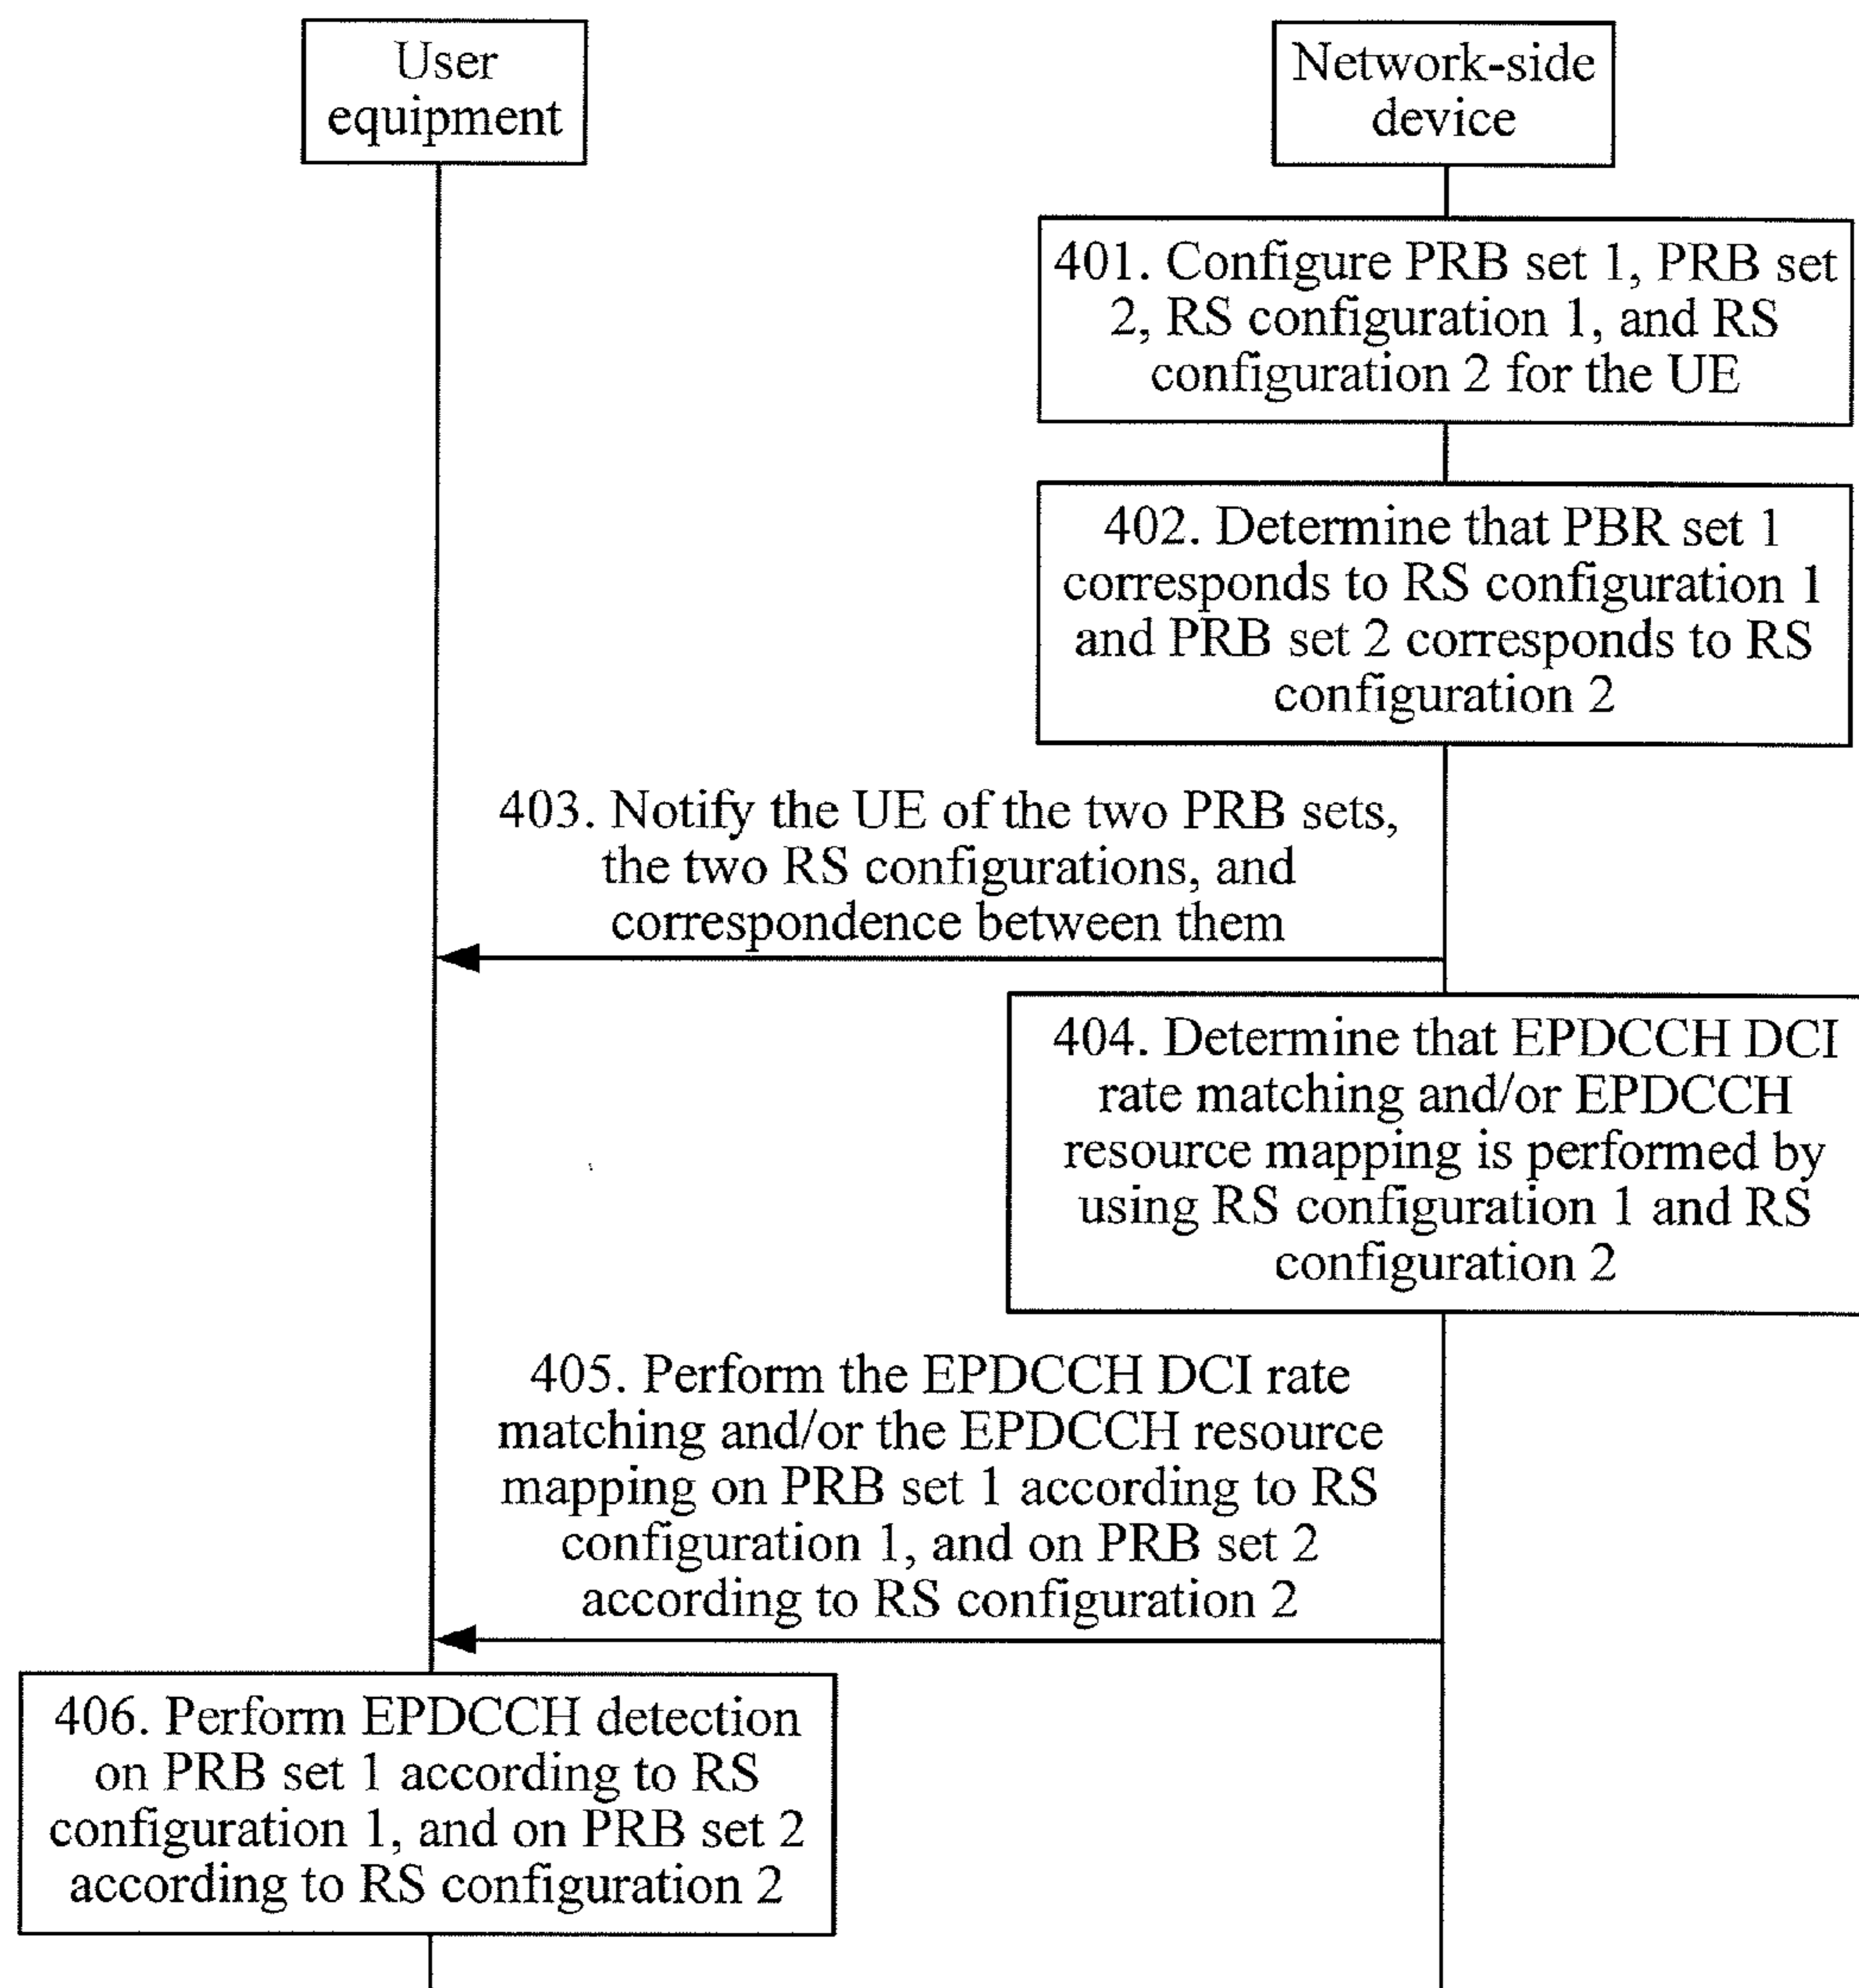 User
equipment
Network-side
device
401. Configure PRB set 1, PRB set
2, RS configuration 1, and RS
configuration 2 for the UE
402. Determine that PBR set 1
corresponds to RS configuration 1
and PRB set 2 corresponds to RS
configuration 2
403. Notify the UE of the two PRB sets,
the two RS configurations, and
correspondence between them
404. Determine that EPDCCH DCI
rate matching and/or EPDCCH
resource mapping is performed by
using RS configuration 1 and RS
configuration 2
405. Perform the EPDCCH DCI rate
matching and/or the EPDCCH resource
mapping on PRB set 1 according to RS
configuration 1, and on PRB set 2
according to RS configuration 2
406. Perform EPDCCH detection
on PRB set 1 according to RS
configuration 1, and on PRB set 2
according to RS configuration 2